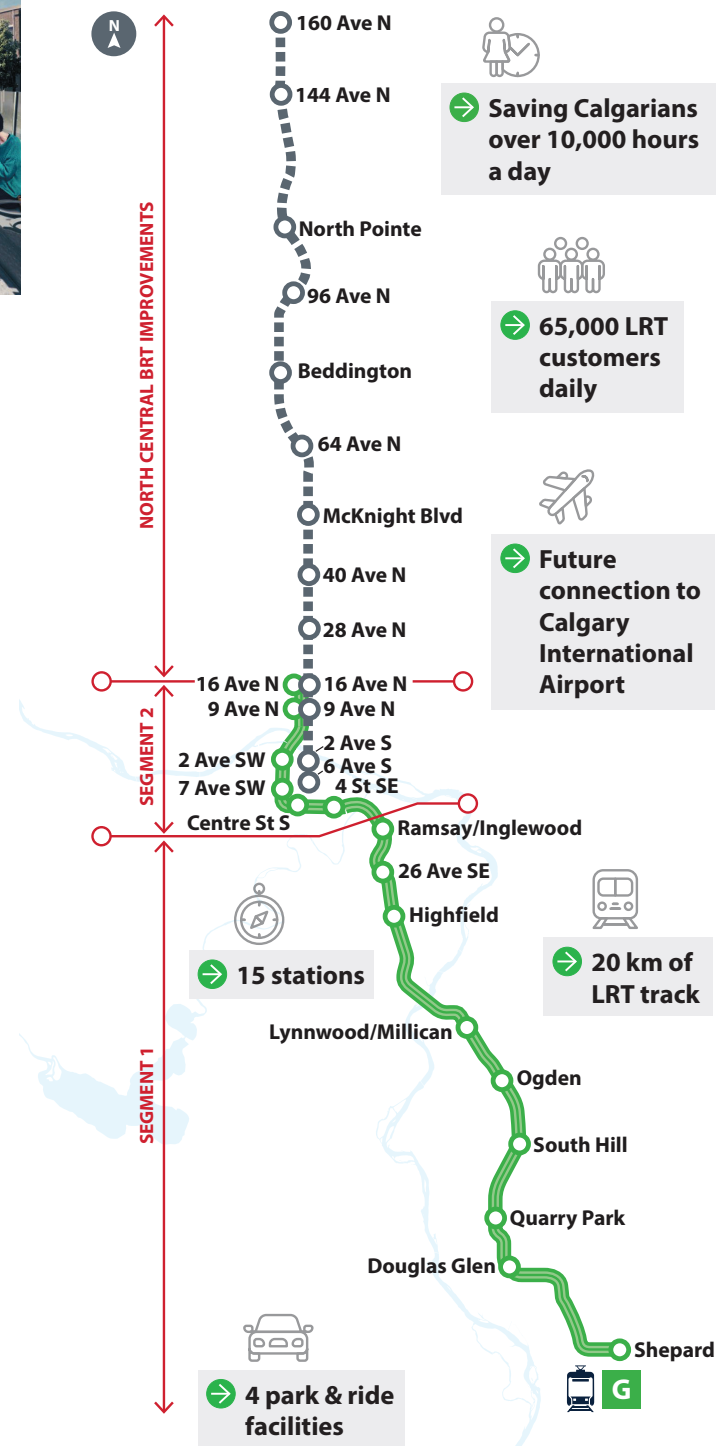 N
160 Ave N
144 Ave N
North Pointe
96 Ave N
Beddington
64 Ave N
McKnight Blvd
40 Ave N
28 Ave N
16 Ave N
16 Ave N
9 Ave N
9 Ave N
2 Ave S
2 Ave SW
6 Ave S
7 Ave SW
4 St SE
Centre St S
Ramsay/Inglewood
26 Ave SE
Highfield
Lynnwood/Millican
Ogden
South Hill
Quarry Park
Douglas Glen
Shepard
G
NORTH CENTRAL BRT IMPROVEMENTS
SEGMENT 2
SEGMENT 1
Saving Calgarians
over 10,000 hours
a day
65,000 LRT
customers
daily
Future
connection to
Calgary
International
Airport
15 stations
20 km of
LRT track
4 park & ride
facilities